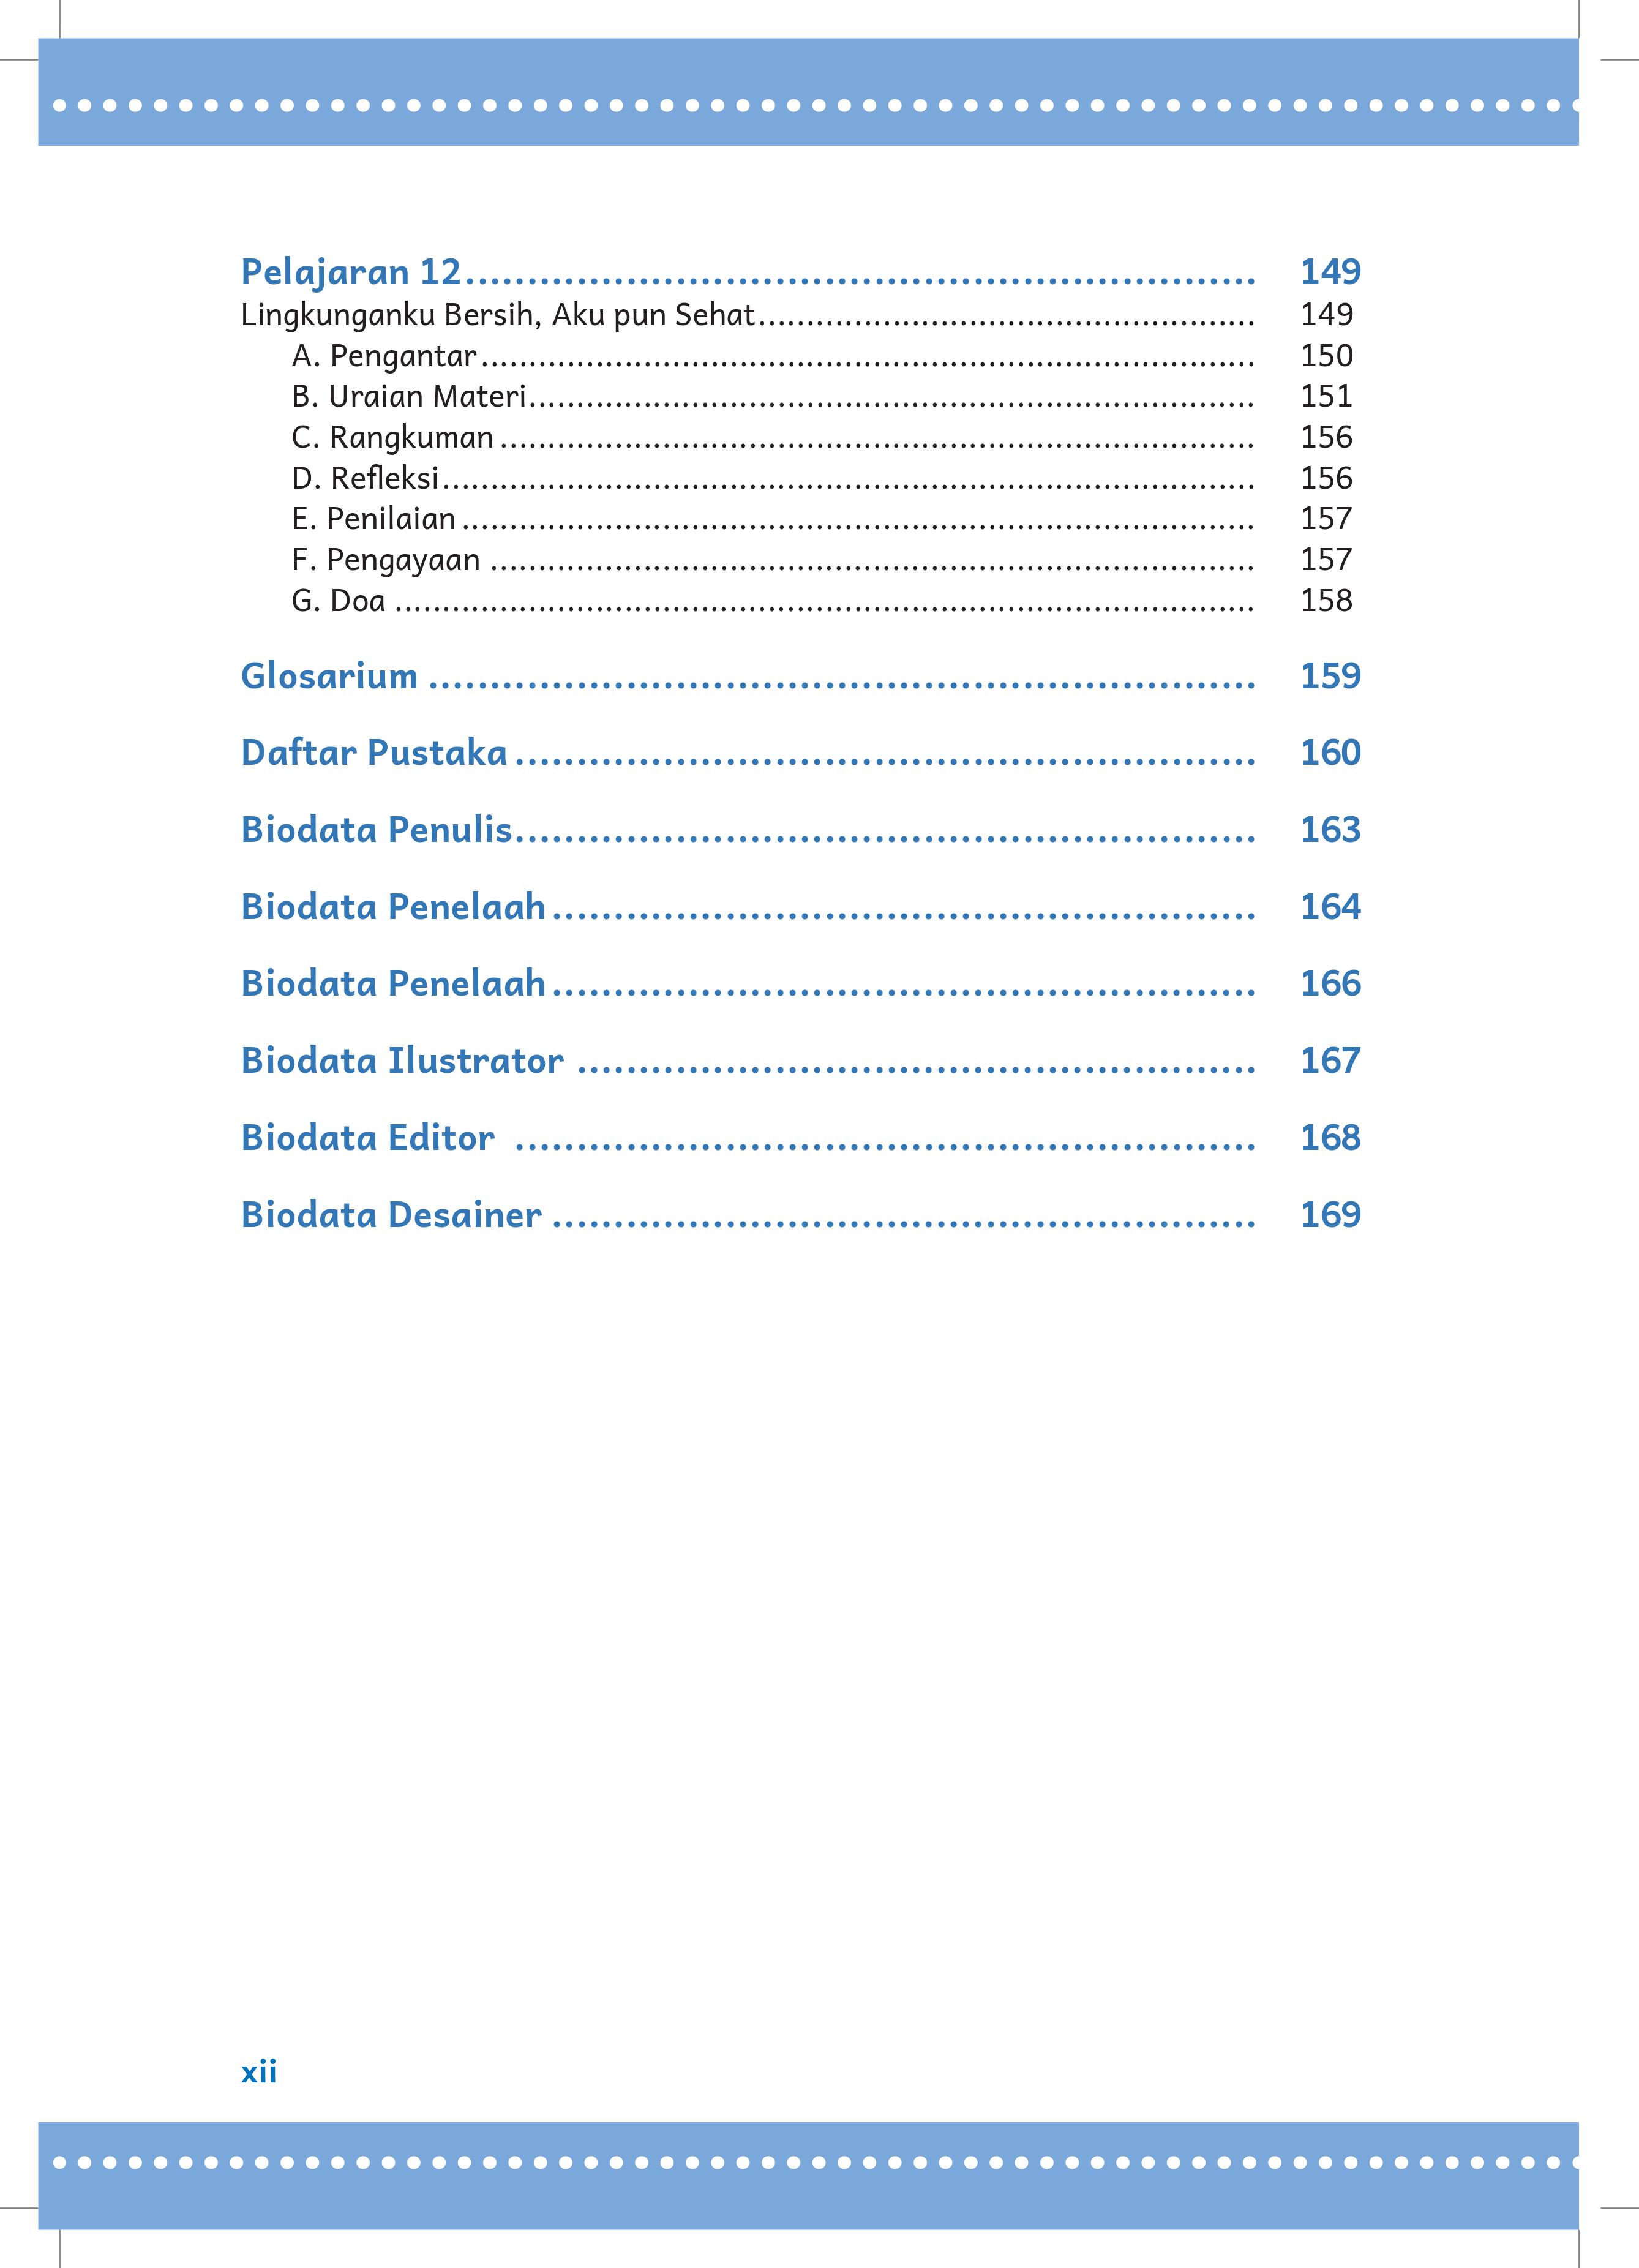 Pelajaran 12................................................................ 149
Lingkunganku Bersih, Aku pun Sehat.................................................... 149
A. Pengantar................................................................................. 150
B. Uraian Materi............................................................................ 151
C. Rangkuman ............................................................................... 156
D. Refleksi..................................................................................... 156
E. Penilaian ................................................................................... 157
F. Pengayaan ................................................................................ 157
G. Doa .......................................................................................... 158
Glosarium ................................................................... 159
Daftar Pustaka ............................................................ 160
Biodata Penulis............................................................ 163
Biodata Penelaah ......................................................... 164
Biodata Penelaah ......................................................... 166
Biodata Ilustrator ....................................................... 167
Biodata Editor ............................................................ 168
Biodata Desainer ......................................................... 169
xii